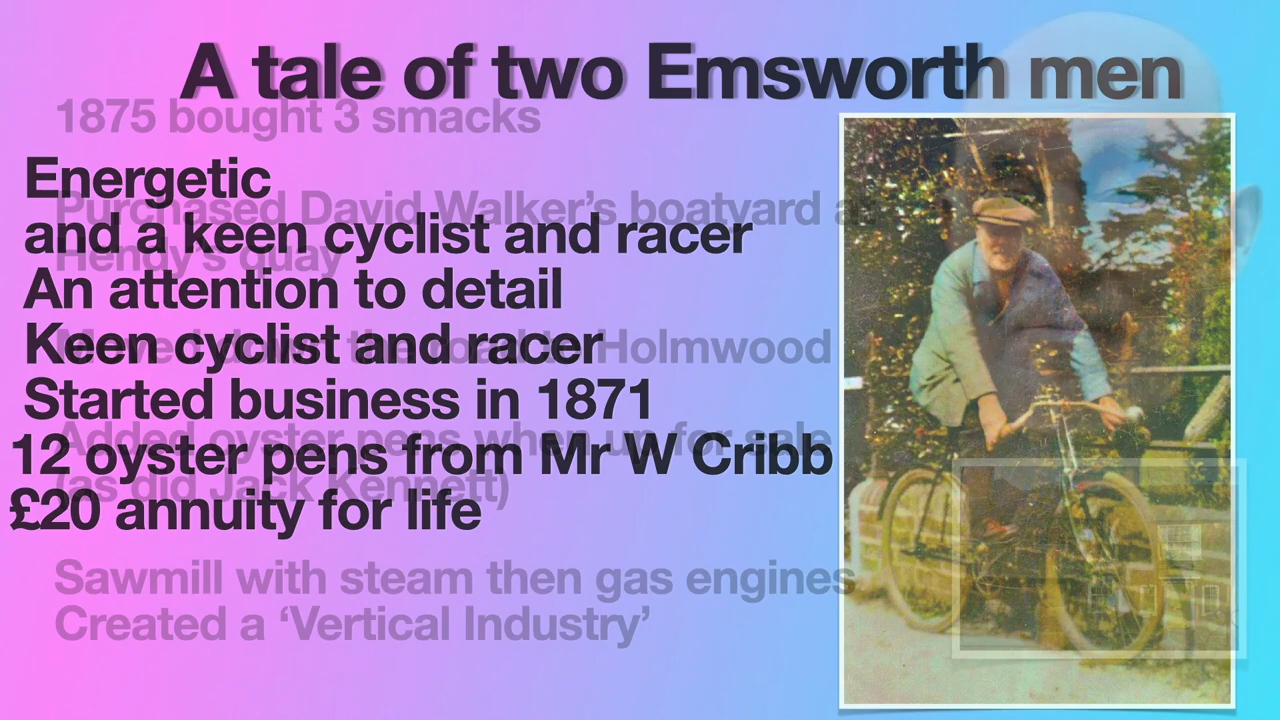 A tale of two Emsworth men
1875 bought 3 smacks
Energetic
Purchased David Walker's boatyard
and a keen cyclist and racer
Hendy's quay
An attention to detail
Keen cyclist and racer
Holmwood
Started business in 1871
Added oyster pens when up for sale
12 oyster pens from Mr W Cribb
(as did Jack Kennett)
£20 annuity for life
Sawmill with steam then gas engines
Created a ‘Vertical Industry’